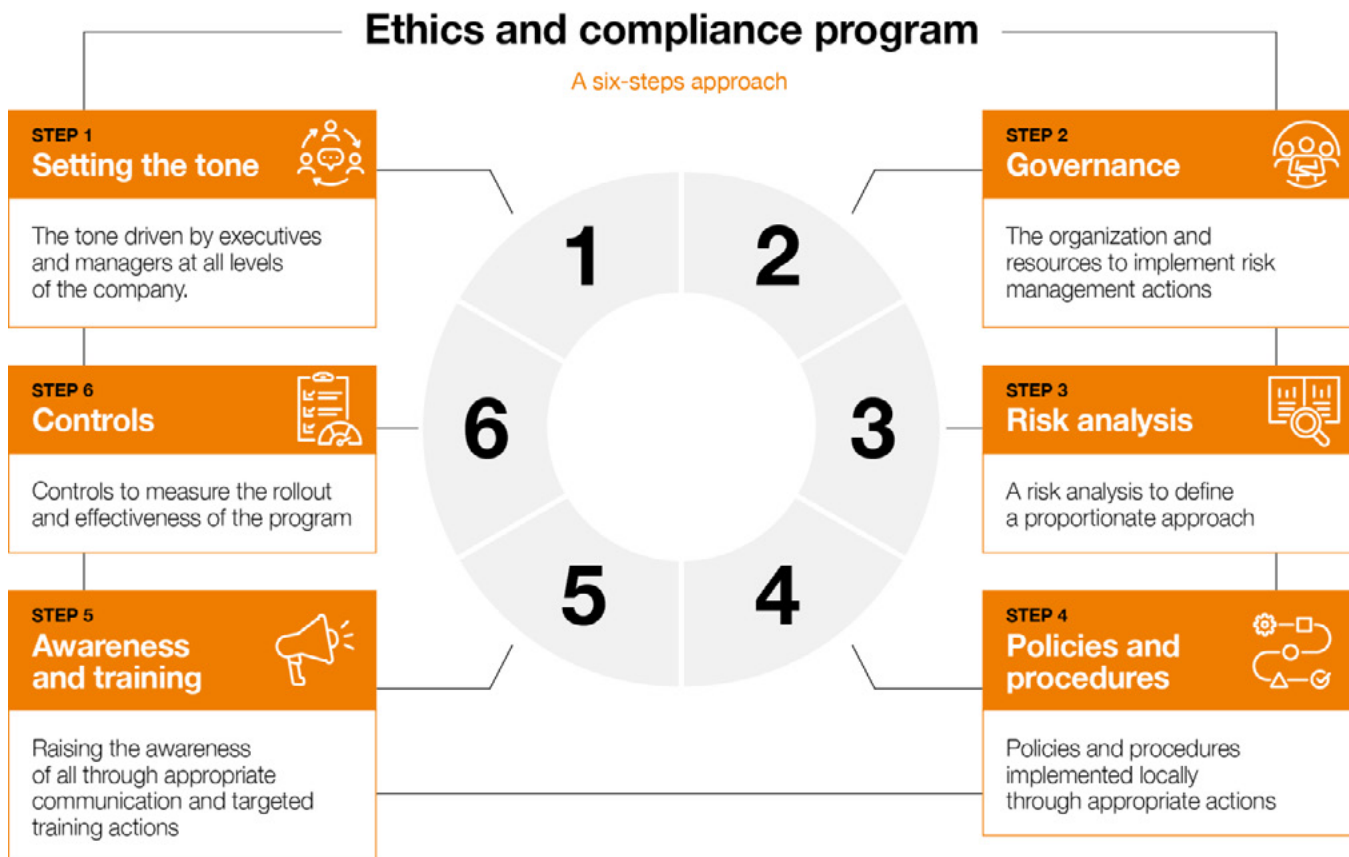 Ethics and compliance program
A six-steps approach
STEP 1
Setting the tone
The tone driven by executives
and managers at all levels
of the company.
STEP 2
Governance
The organization and
resources to implement risk
management actions
1
2
3
4
5
6
STEP 6
Controls
Controls to measure the rollout
and effectiveness of the program
STEP 3
Risk analysis
A risk analysis to define
a proportionate approach
STEP 5
Awareness
and training
Raising the awareness
of all through appropriate
communication and targeted
training actions
STEP 4
Policies and
procedures
Policies and procedures
implemented locally
through appropriate actions